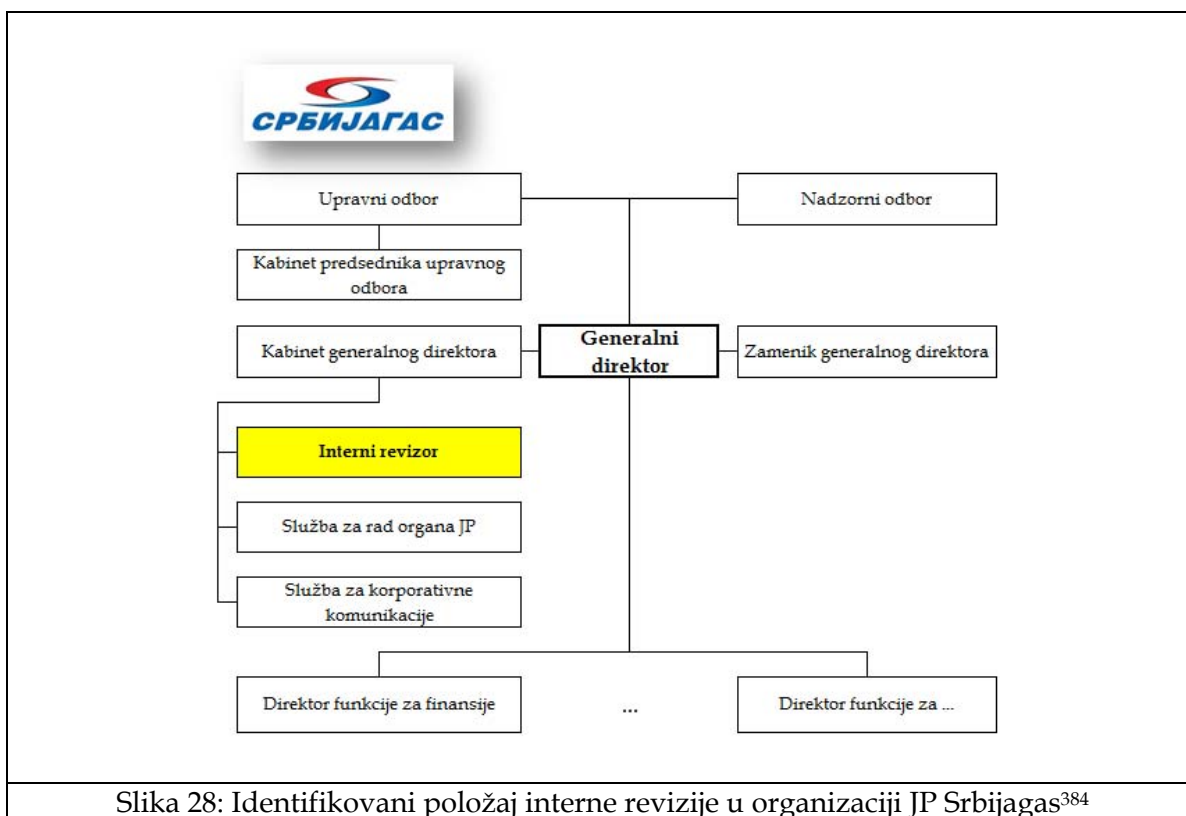 СРБИЈАГАС
Upravni odbor
Nadzorni odbor
Kabinet predsednika upravnog
odbora
Kabinet generalnog direktora
Generalni
direktor
Zamenik generalnog direktora
Interni revizor
Služba za rad organa JP
Služba za korporativne
komunikacije
Direktor funkcije za finansije
...
Direktor funkcije za ...
Slika 28: Identifikovani položaj interne revizije u organizaciji JP Srbijagas³⁸⁴